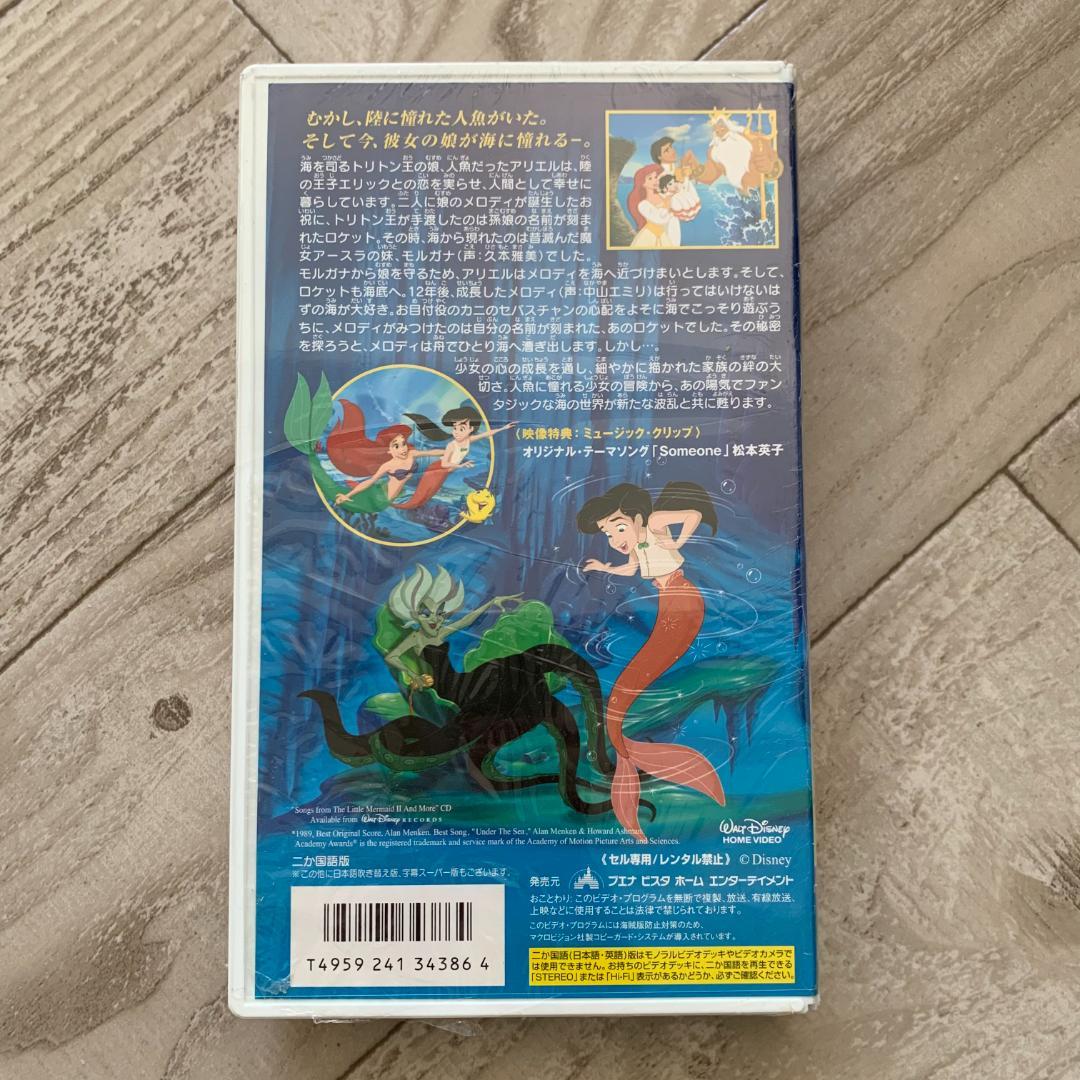 むかし、陸に憧れた人魚がいた。
そして今、彼女の娘が海に憧れるー。
海を司るトリトン王の娘、人魚だったアリエルは、陸
の王子エリックとの恋を実らせ、人間として幸せに
暮らしています。二人に娘のメロディが誕生したお
祝に、トリトン王が手渡したのは孫娘の名前が刻ま
れたロケット。その時、海から現れたのは昔滅んだ魔
女アースラの妹、モルガナ(声:久本雅美)でした。
モルガナから娘を守るため、アリエルはメロディを海へ近づけまいとします。そして、
ロケットも海底へ。12年後、成長したメロディ(声:中山エミリ)は行ってはいけないは
ずの海が大好き。お目付役のカニのセバスチャンの心配をよそに海でこっそり遊ぶう
ちに、メロディがみつけたのは自分の名前が刻まれた、あのロケットでした。その秘密
を探ろうと、メロディは舟でひとり海へ漕ぎ出します。しかし…。
少女の心の成長を通し、細やかに描かれた家族の絆の大
切さ。人魚に憧れる少女の冒険から、あの陽気でファン
タジックな海の世界が新たな波乱と共に甦ります。
〈映像特典:ミュージック・クリップ〉
オリジナル・テーマソング「Someone」松本英子
"Songs from The Little Mermaid II And More" CD
Available from Walt Disney RECORDS
*1989, Best Original Score, Alan Menken. Best Song, "Under The Sea," Alan Menken & Howard Ashman.
Academy Awards® is the registered trademark and service mark of the Academy of Motion Picture Arts and Sciences.
WALT DISNEY
HOME VIDEO
二か国語版
※この他に日本語吹き替え版、字幕スーパー版もございます。
《セル専用/レンタル禁止》 ©Disney
発売元 ブエナ ビスタ ホーム エンターテイメント
おことわり:このビデオ・プログラムを無断で複製、放送、有線放送、
上映などに使用することは法律で禁じられております。
このビデオ・プログラムには海賊版防止対策のため、
マクロビジョン社製コピーガード・システムが導入されています。
二か国語(日本語・英語)版はモノラルビデオデッキやビデオカメラで
は使用できません。お持ちのビデオデッキに、二か国語を再生できる
「STEREO」または「Hi-Fi」表示があるかどうか、必ずご確認ください。
T4959 241 34386 4